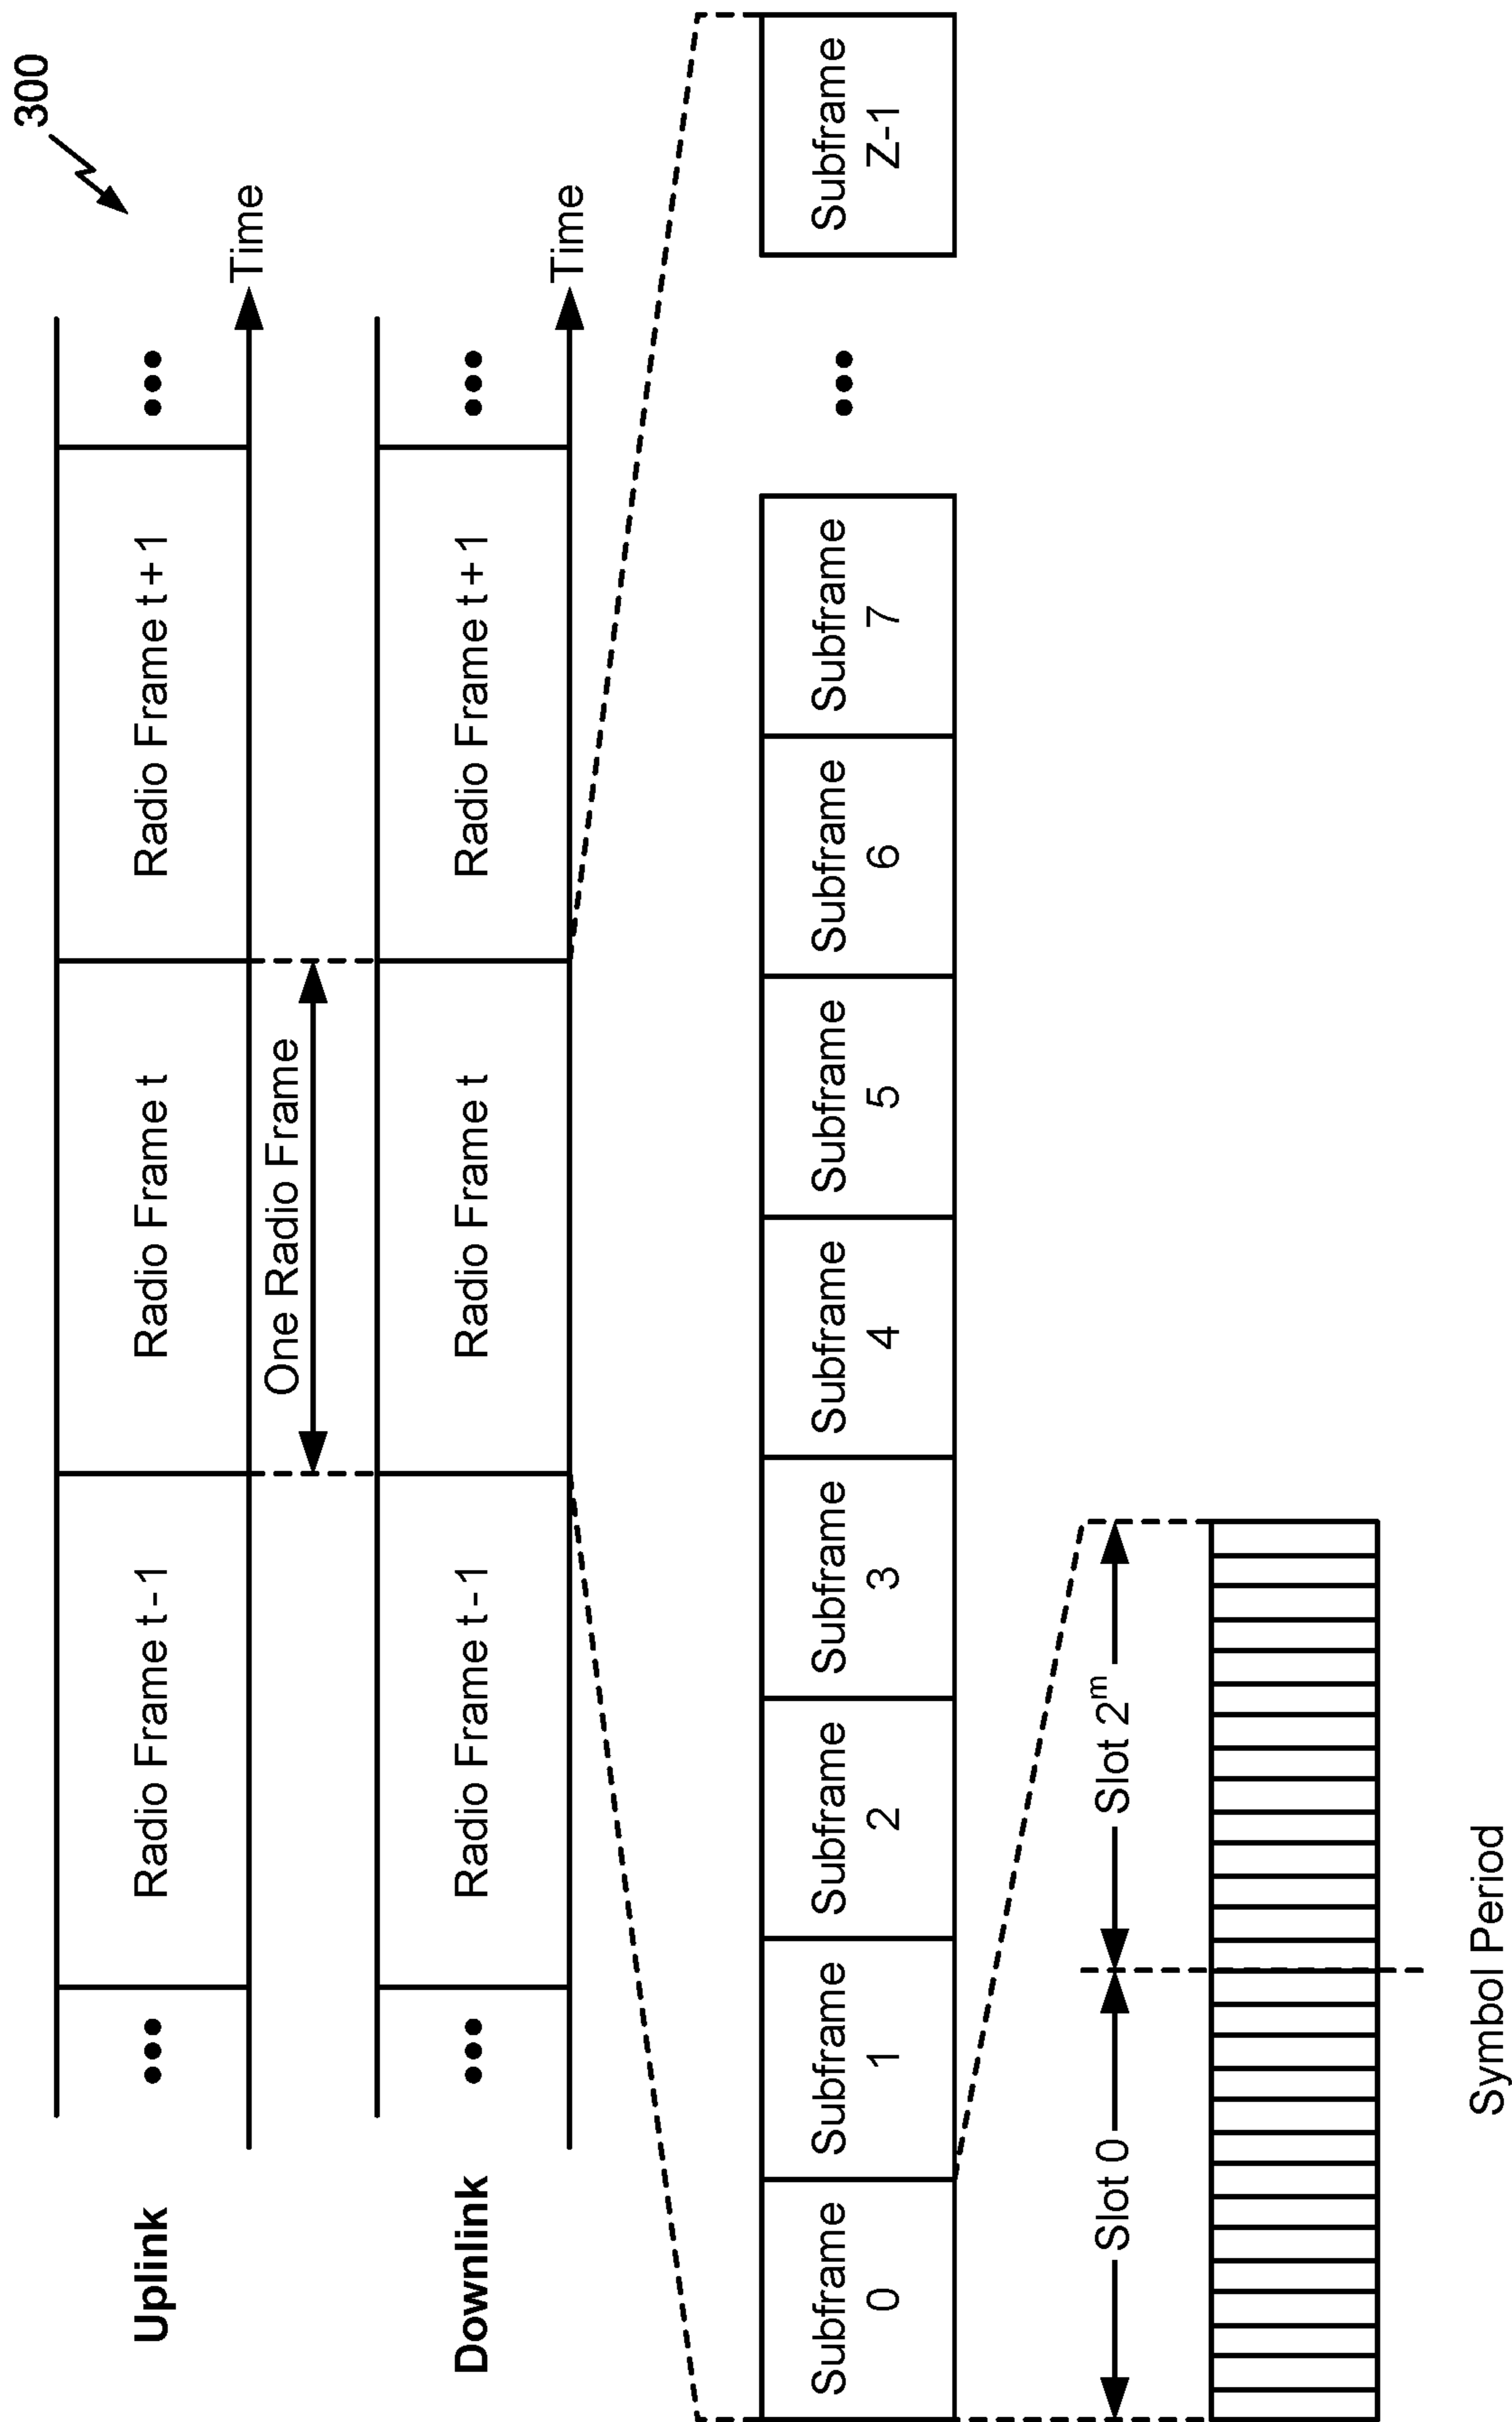 300
Uplink
••• Radio Frame t-1 Radio Frame t Radio Frame t+1 •••
Time
One Radio Frame
Downlink
••• Radio Frame t-1 Radio Frame t Radio Frame t+1 •••
Time
Subframe 0
Subframe 1
Subframe 2
Subframe 3
Subframe 4
Subframe 5
Subframe 6
Subframe 7
•••
Subframe Z-1
Slot 0
Slot 2ᵐ
Symbol Period